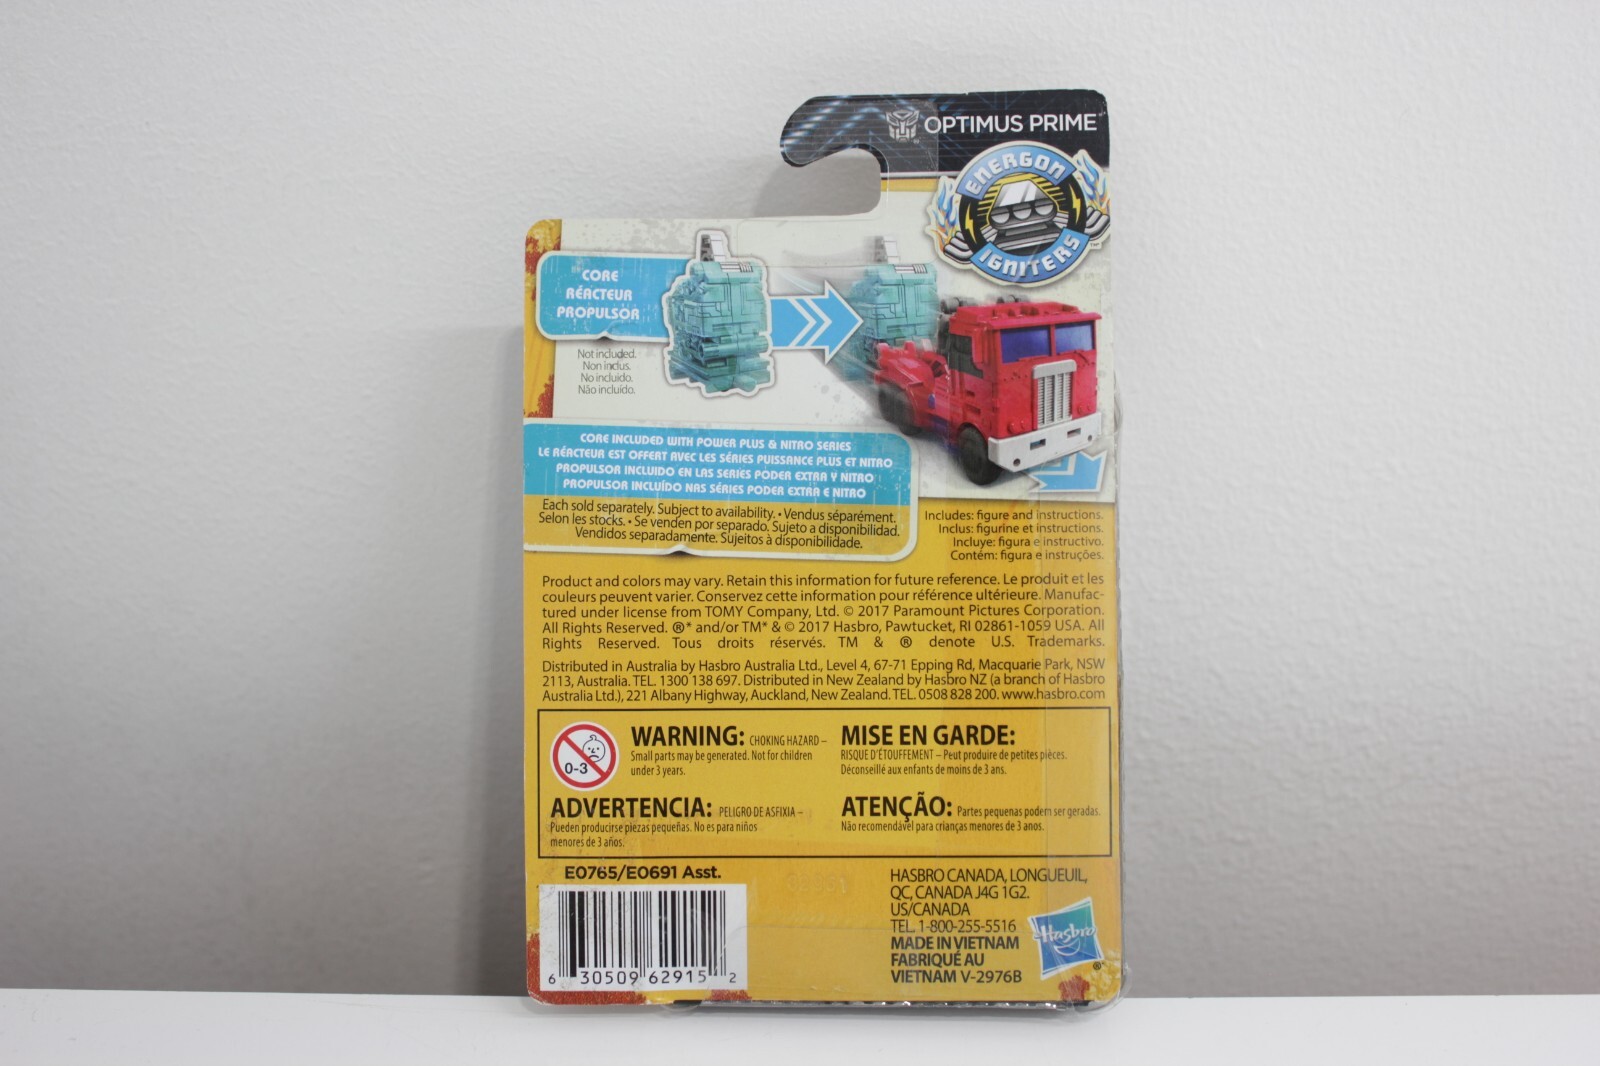 OPTIMUS PRIME
ENERGON
IGNITERS
™
CORE
RÉACTEUR
PROPULSOR
Not included.
Non inclus.
No incluido.
Não incluído.
CORE INCLUDED WITH POWER PLUS & NITRO SERIES
LE RÉACTEUR EST OFFERT AVEC LES SÉRIES PUISSANCE PLUS ET NITRO
PROPULSOR INCLUIDO EN LAS SERIES PODER EXTRA Y NITRO
PROPULSOR INCLUÍDO NAS SÉRIES PODER EXTRA E NITRO
Each sold separately. Subject to availability. • Vendus séparément.
Selon les stocks. • Se venden por separado. Sujeto a disponibilidad.
Vendidos separadamente. Sujeitos à disponibilidade.
Includes: figure and instructions.
Inclus: figurine et instructions.
Incluye: figura e instructivo.
Contém: figura e instruções.
Product and colors may vary. Retain this information for future reference. Le produit et les
couleurs peuvent varier. Conservez cette information pour référence ultérieure. Manufac-
tured under license from TOMY Company, Ltd. © 2017 Paramount Pictures Corporation.
All Rights Reserved. ®* and/or TM* & © 2017 Hasbro, Pawtucket, RI 02861-1059 USA. All
Rights Reserved. Tous droits réservés. TM & ® denote U.S. Trademarks.
Distributed in Australia by Hasbro Australia Ltd., Level 4, 67-71 Epping Rd, Macquarie Park, NSW
2113, Australia. TEL. 1300 138 697. Distributed in New Zealand by Hasbro NZ (a branch of Hasbro
Australia Ltd.), 221 Albany Highway, Auckland, New Zealand. TEL. 0508 828 200. www.hasbro.com
0-3
WARNING: CHOKING HAZARD –
Small parts may be generated. Not for children
under 3 years.
MISE EN GARDE:
RISQUE D'ÉTOUFFEMENT – Peut produire de petites pièces.
Déconseillé aux enfants de moins de 3 ans.
ADVERTENCIA: PELIGRO DE ASFIXIA –
Pueden producirse piezas pequeñas. No es para niños
menores de 3 años.
ATENÇÃO: Partes pequenas podem ser geradas.
Não recomendável para crianças menores de 3 anos.
E0765/E0691 Asst.
6 30509 62915 2
HASBRO CANADA, LONGUEUIL,
QC, CANADA J4G 1G2.
US/CANADA
TEL. 1-800-255-5516
MADE IN VIETNAM
FABRIQUÉ AU
VIETNAM V-2976B
Hasbro
®